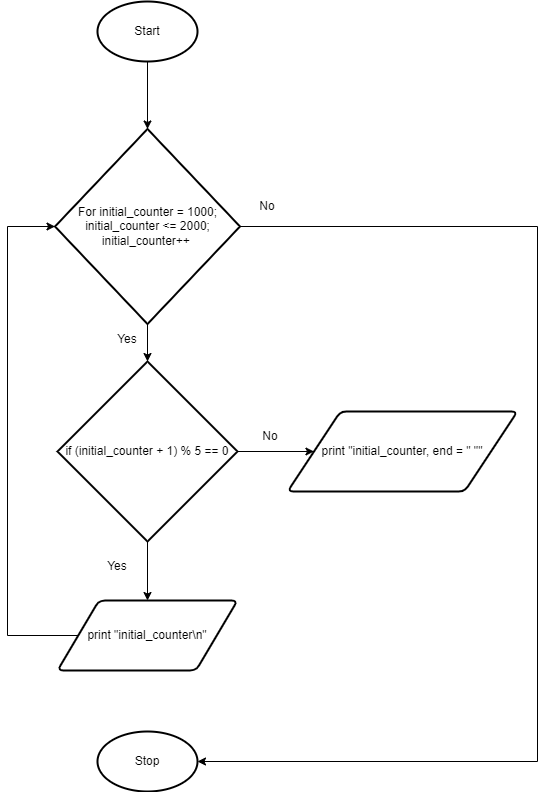 Start
For initial_counter = 1000;
initial_counter <= 2000;
initial_counter++
No
Yes
if (initial_counter + 1) % 5 == 0
No
print "initial_counter, end = " ""
Yes
print "initial_counter\n"
Stop